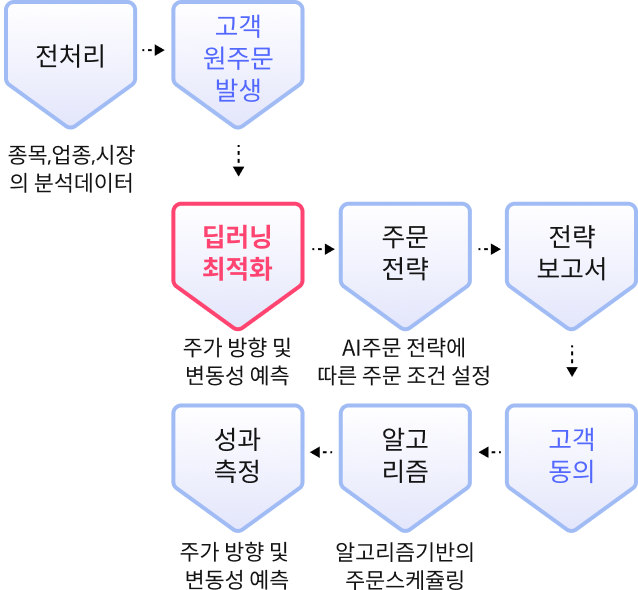 전처리
고객
원주문
발생
종목,업종,시장
의 분석데이터
딥러닝
최적화
주문
전략
전략
보고서
주가 방향 및
변동성 예측
AI주문 전략에
따른 주문 조건 설정
성과
측정
알고
리즘
고객
동의
주가 방향 및
변동성 예측
알고리즘기반의
주문스케쥴링